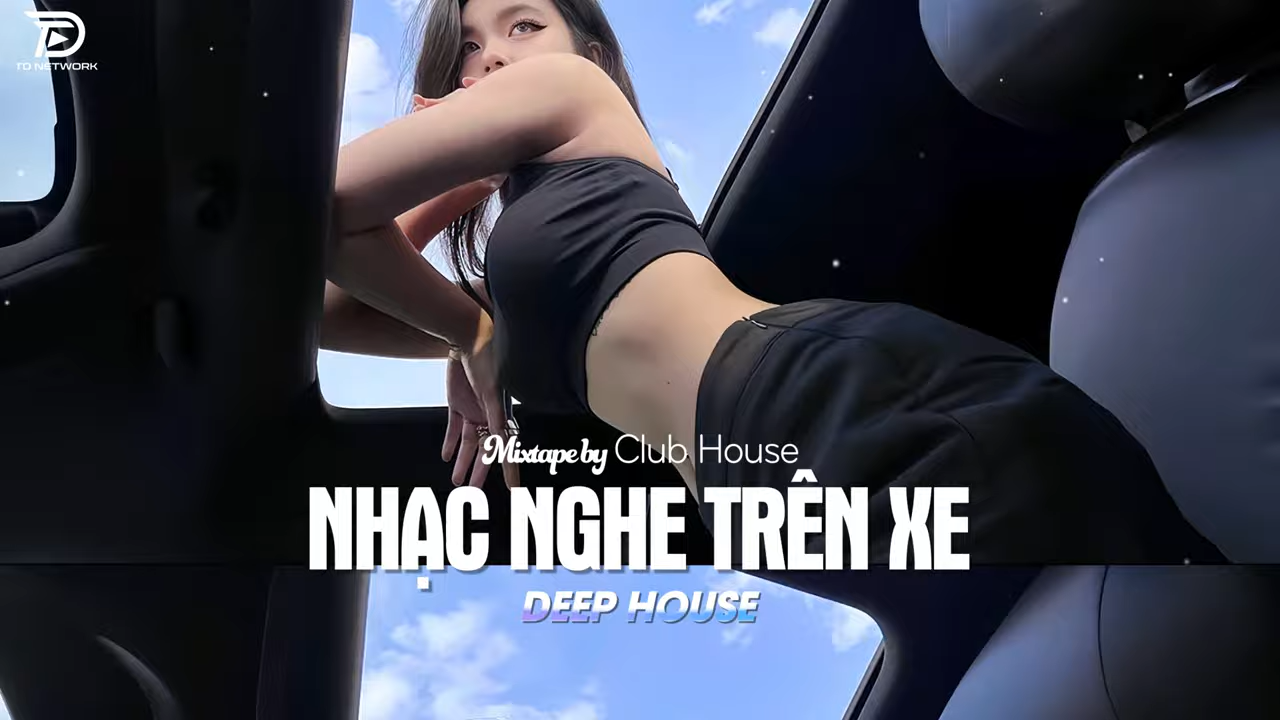 TD NETWORK
Mixtape by Club House
NHẠC NGHE TRÊN XE
DEEP HOUSE